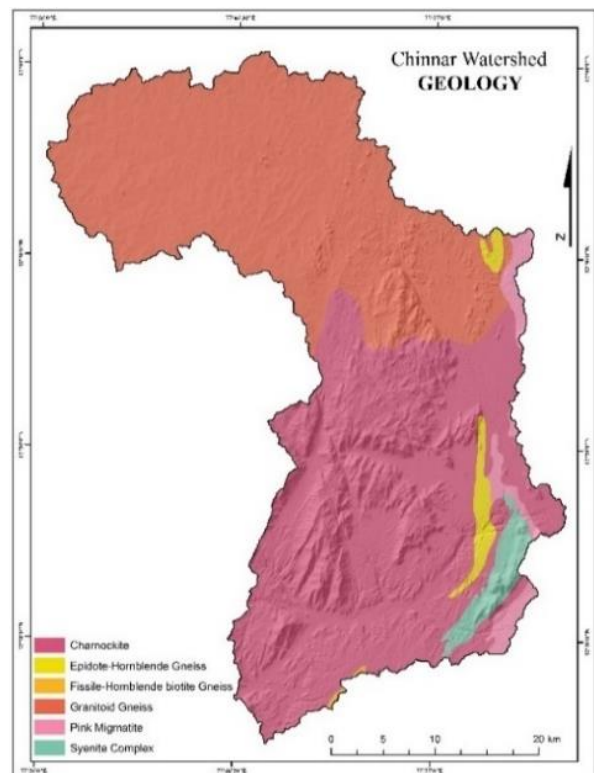 Chinnar Watershed
GEOLOGY
N
Charnockite
Epidote-Hornblende Gneiss
Fissile-Hornblende biotite Gneiss
Granitoid Gneiss
Pink Migmatite
Syenite Complex
0 5 10 20 km